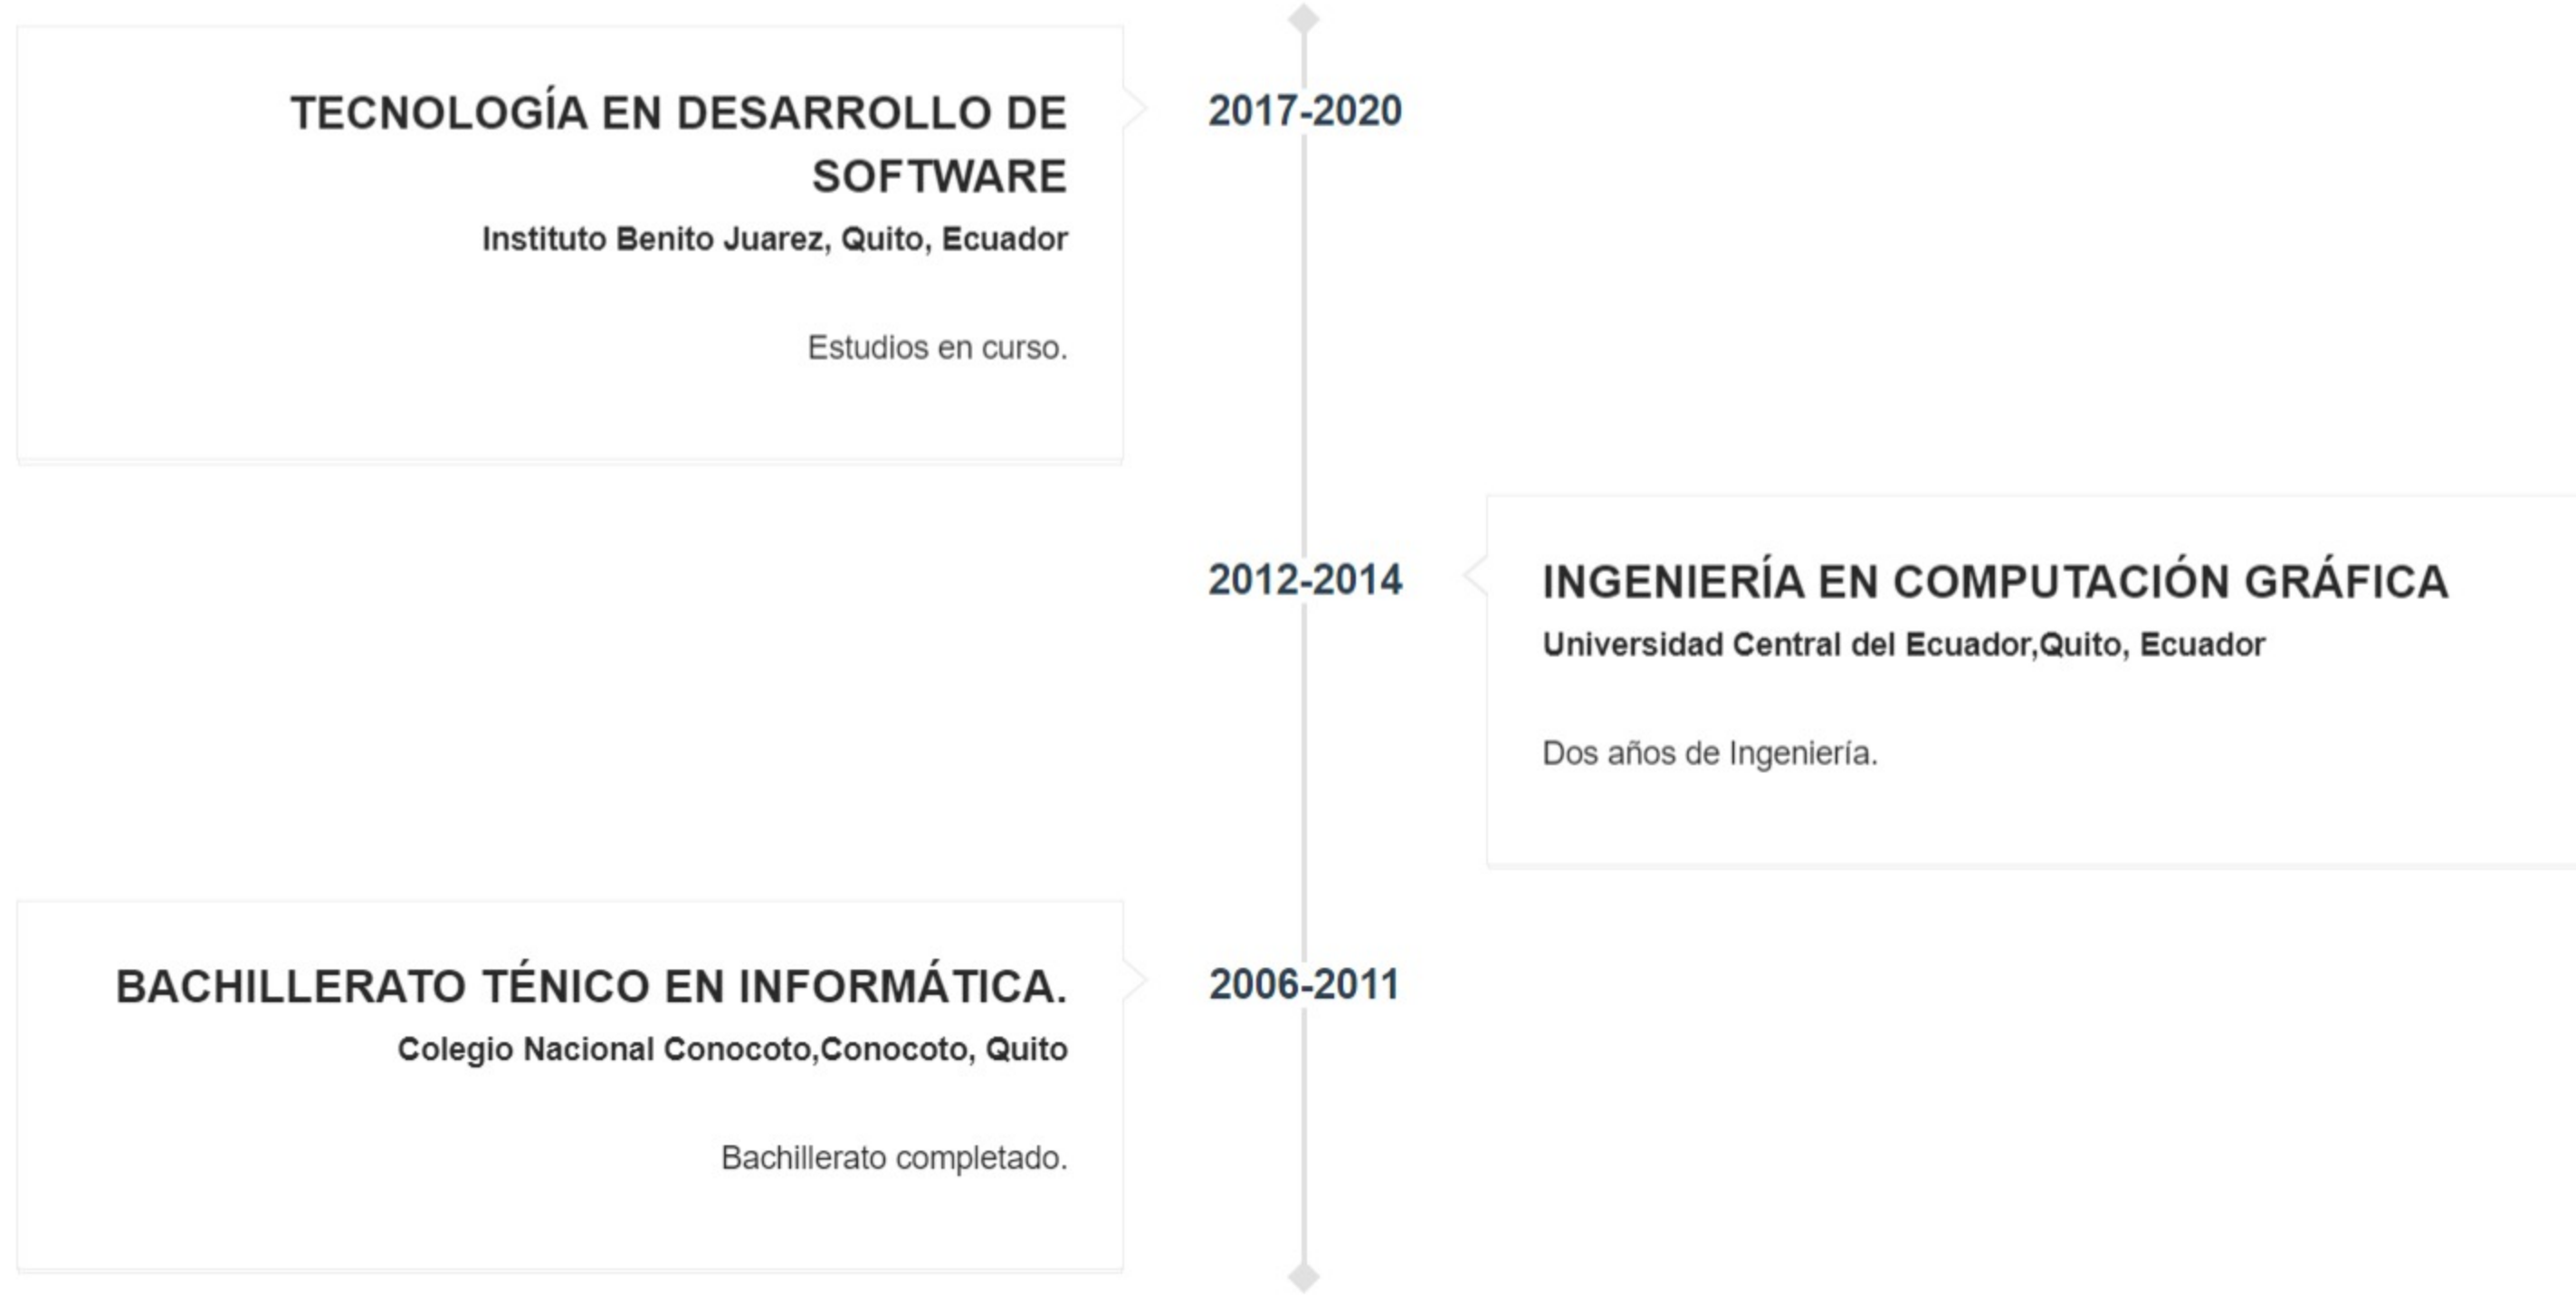 TECNOLOGÍA EN DESARROLLO DE
SOFTWARE
Instituto Benito Juarez, Quito, Ecuador
Estudios en curso.
2017-2020
2012-2014
INGENIERÍA EN COMPUTACIÓN GRÁFICA
Universidad Central del Ecuador,Quito, Ecuador
Dos años de Ingeniería.
BACHILLERATO TÉNICO EN INFORMÁTICA.
Colegio Nacional Conocoto,Conocoto, Quito
Bachillerato completado.
2006-2011